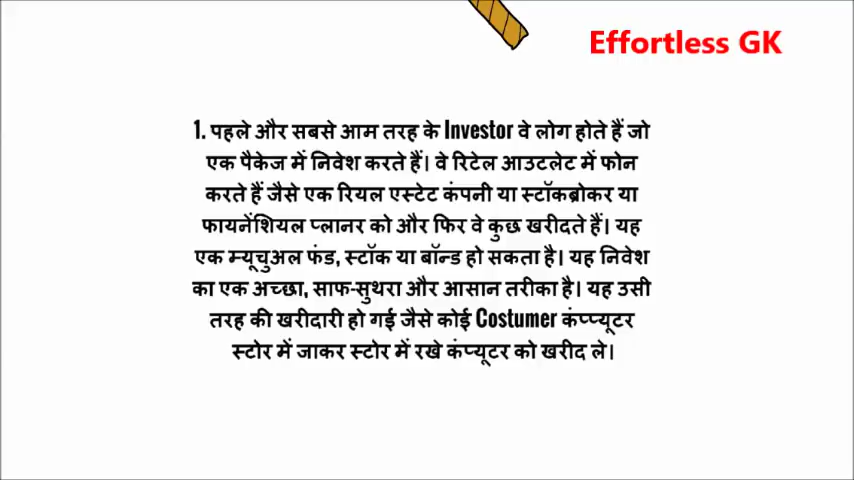 Effortless GK
1. पहले और सबसे आम तरह के Investor वे लोग होते हैं जो
एक पैकेज में निवेश करते हैं। वे रिटेल आउटलेट में फोन
करते हैं जैसे एक रियल एस्टेट कंपनी या स्टॉकब्रोकर या
फायनेंशियल प्लानर को और फिर वे कुछ खरीदते हैं। यह
एक म्यूचुअल फंड, स्टॉक या बॉन्ड हो सकता है। यह निवेश
का एक अच्छा, साफ-सुथरा और आसान तरीका है। यह उसी
तरह की खरीदारी हो गई जैसे कोई Costumer कंप्प्यूटर
स्टोर में जाकर स्टोर में रखे कंप्यूटर को खरीद ले।